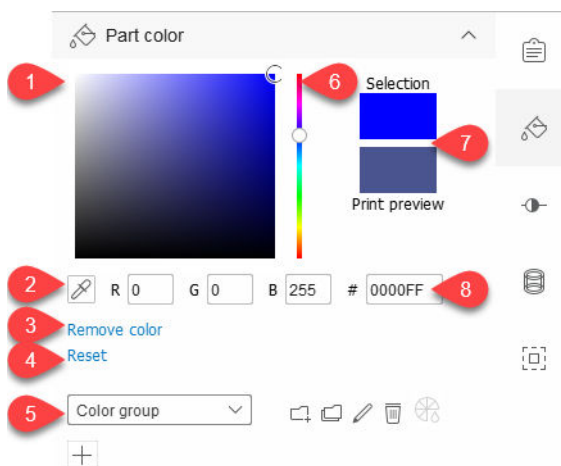 Part color
1
6
Selection
7
Print preview
2
R 0 G 0 B 255 # 0000FF
8
3
Remove color
4
Reset
5
Color group